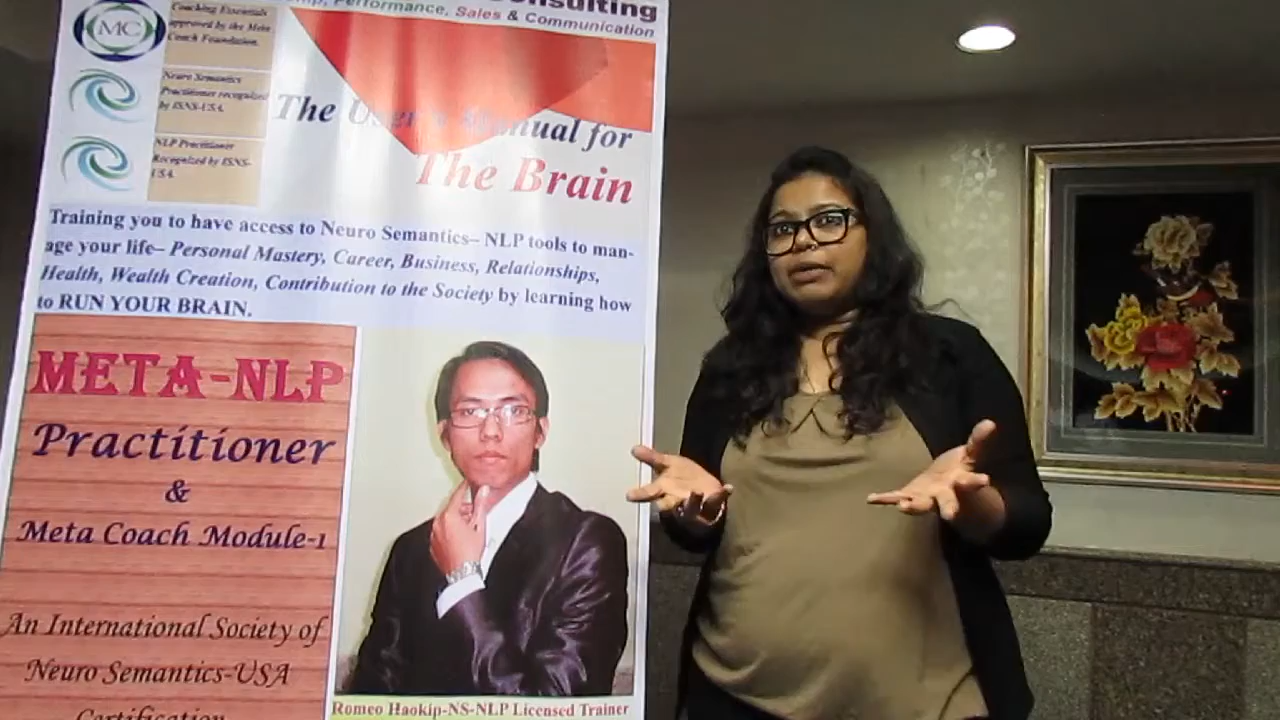 Consulting
Performance, Sales & Communication
MC
Coaching Essentials
approved by the Meta
Coach Foundation.
Neuro Semantics
Practitioner recognized
by ISNS-USA.
NLP Practitioner
Recognized by ISNS-
USA.
The User's Manual for
The Brain
Training you to have access to Neuro Semantics– NLP tools to man-
age your life– Personal Mastery, Career, Business, Relationships,
Health, Wealth Creation, Contribution to the Society by learning how
to RUN YOUR BRAIN.
META-NLP
Practitioner
&
Meta Coach Module-1
An International Society of
Neuro Semantics-USA
Certification
Romeo Haokip-NS-NLP Licensed Trainer